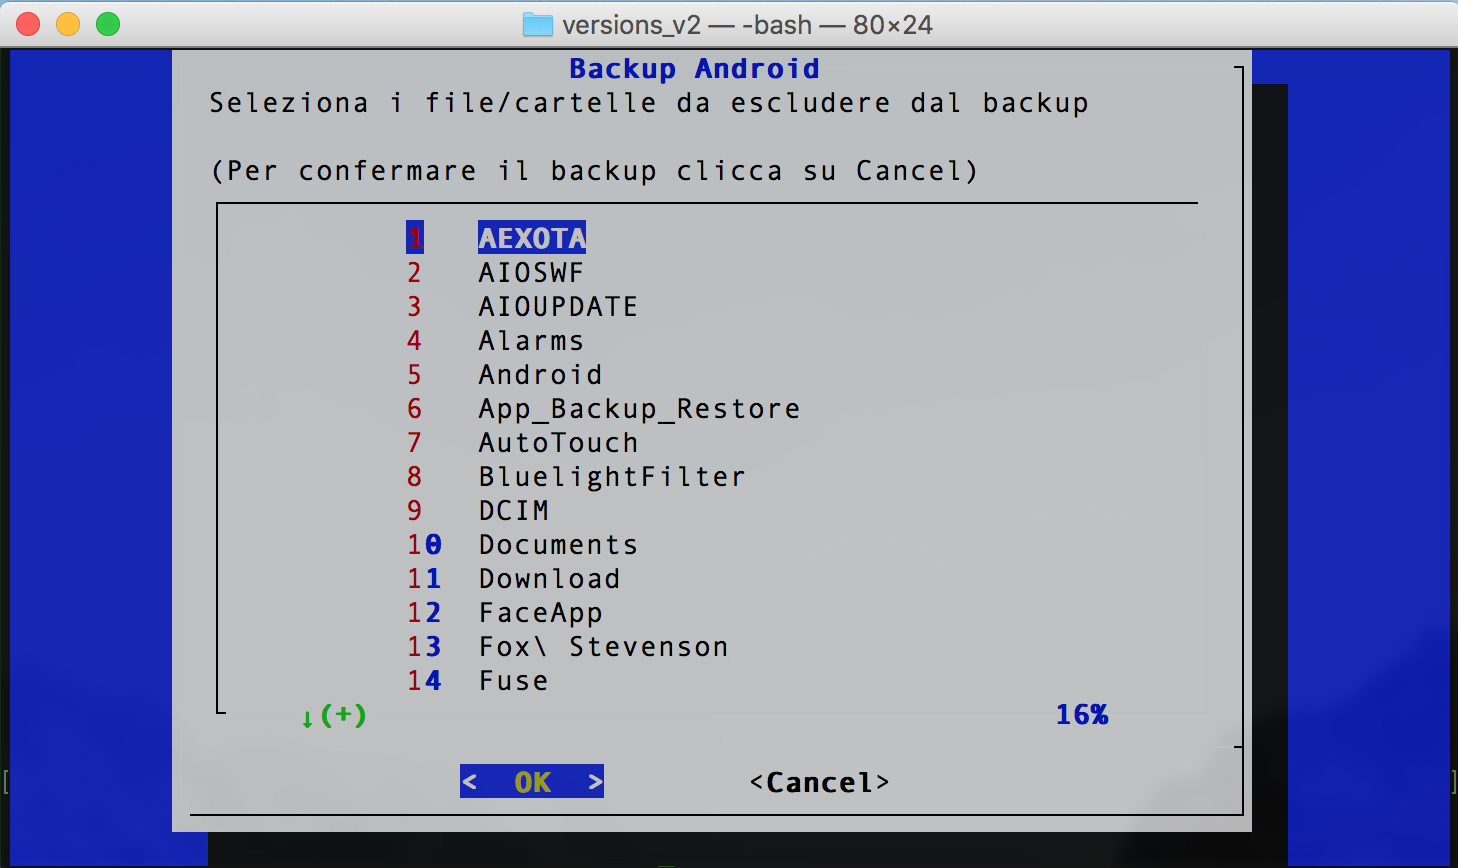 versions_v2 — -bash — 80×24
Backup Android
Seleziona i file/cartelle da escludere dal backup
(Per confermare il backup clicca su Cancel)
1 AEXOTA
2 AIOSWF
3 AIOUPDATE
4 Alarms
5 Android
6 App_Backup_Restore
7 AutoTouch
8 BluelightFilter
9 DCIM
10 Documents
11 Download
12 FaceApp
13 Fox\ Stevenson
14 Fuse
↓(+) 16%
< OK > <Cancel>